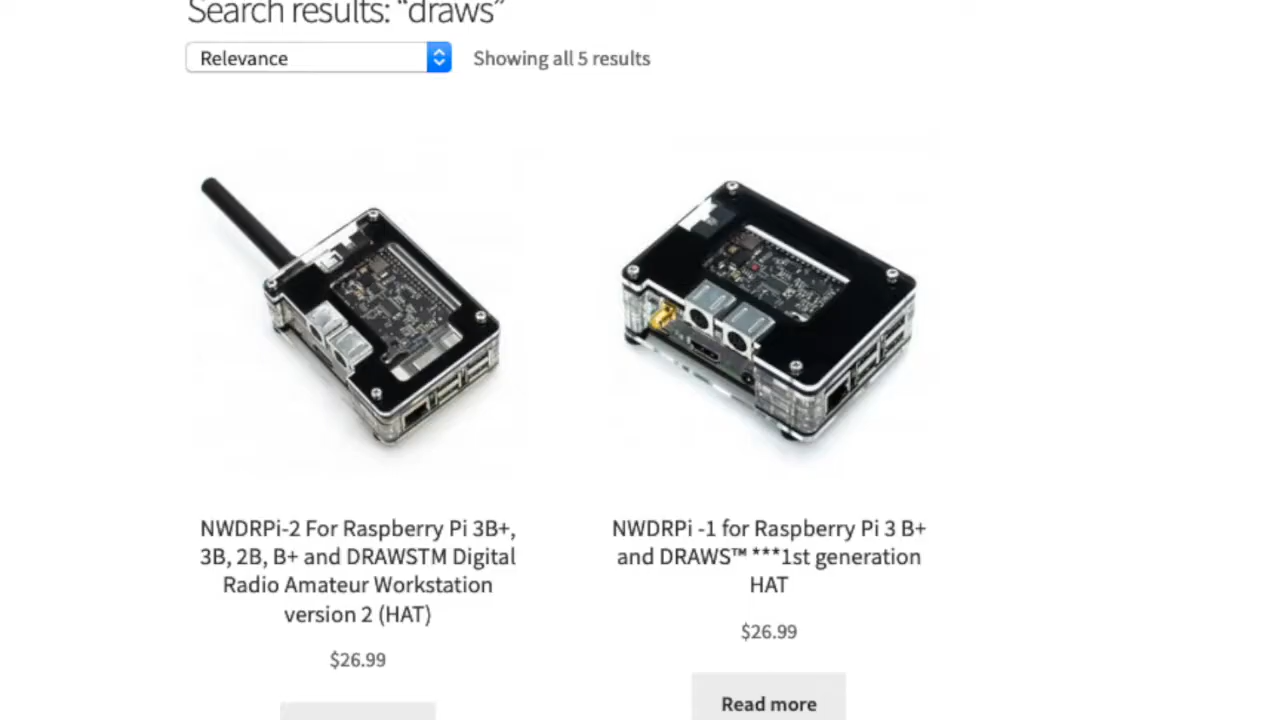 Search results: “draws”
Relevance
Showing all 5 results
NWDRPi-2 For Raspberry Pi 3B+,
3B, 2B, B+ and DRAWSTM Digital
Radio Amateur Workstation
version 2 (HAT)
$26.99
NWDRPi -1 for Raspberry Pi 3 B+
and DRAWS™ ***1st generation
HAT
$26.99
Read more